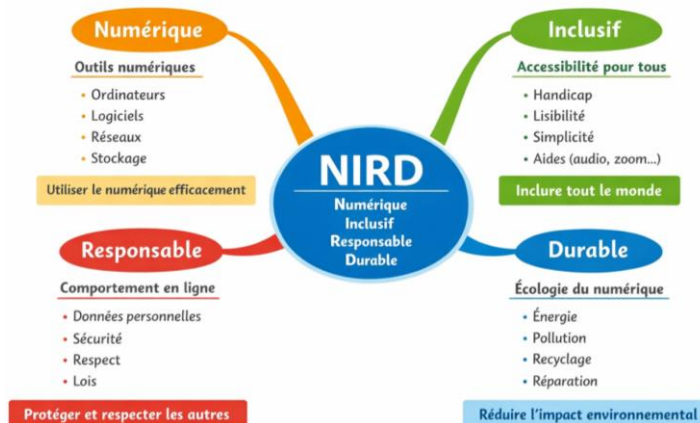 Numérique
Outils numériques
• Ordinateurs
• Logiciels
• Réseaux
• Stockage
Utiliser le numérique efficacement
Inclusif
Accessibilité pour tous
• Handicap
• Lisibilité
• Simplicité
• Aides (audio, zoom...)
Inclure tout le monde
NIRD
Numérique
Inclusif
Responsable
Durable
Responsable
Comportement en ligne
• Données personnelles
• Sécurité
• Respect
• Lois
Protéger et respecter les autres
Durable
Écologie du numérique
• Énergie
• Pollution
• Recyclage
• Réparation
Réduire l'impact environnemental